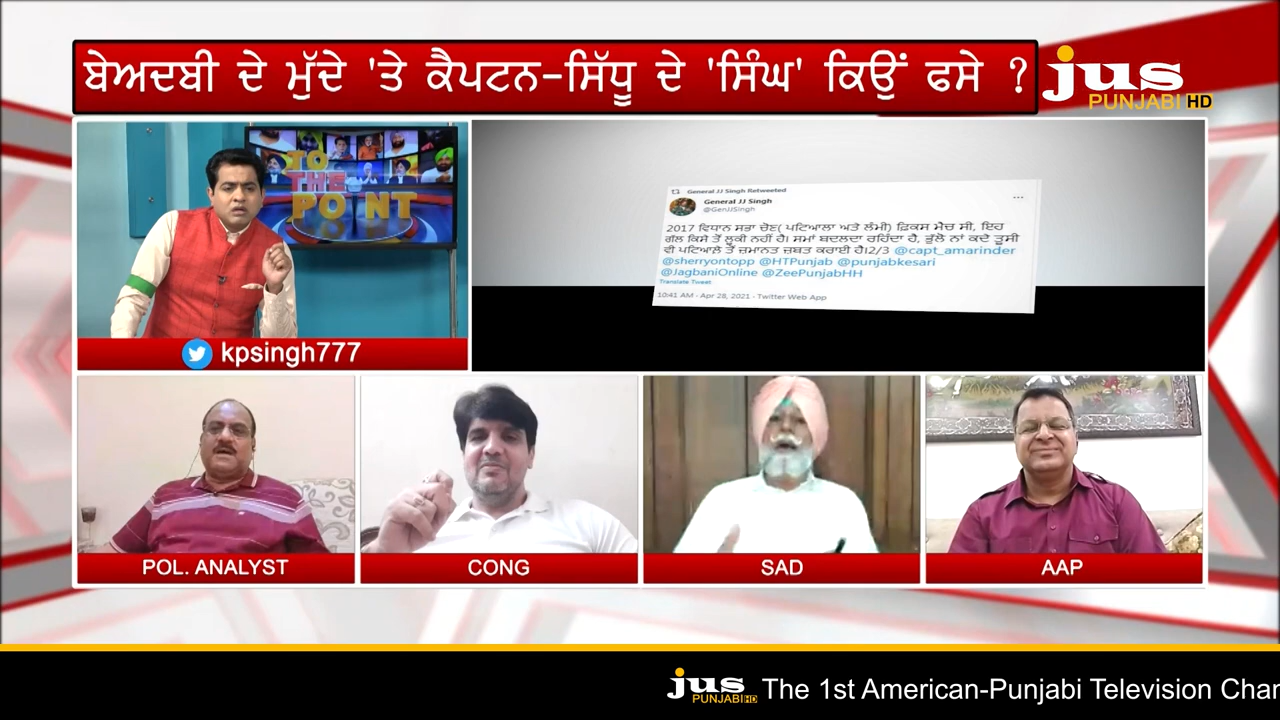 ਬੇਅਦਬੀ ਦੇ ਮੁੱਦੇ 'ਤੇ ਕੈਪਟਨ-ਸਿੱਧੂ ਦੇ 'ਸਿੰਘ' ਕਿਉਂ ਫਸੇ ?
jus
PUNJABI HD
TO
THE
POINT
General JJ Singh Retweeted
General JJ Singh
@GenJJSingh
2017 ਵਿਧਾਨ ਸਭਾ ਚੋਣ( ਪਟਿਆਲਾ ਅਤੇ ਲੰਮੀ) ਫ਼ਿਕਸ ਮੈਚ ਸੀ, ਇਹ
ਗੱਲ ਕਿਸੇ ਤੋਂ ਲੂਕੀ ਨਹੀਂ ਹੈ। ਸਮਾਂ ਬਦਲਦਾ ਰਹਿੰਦਾ ਹੈ, ਭੁੱਲੋ ਨਾਂ ਕਦੇ ਤੂਸੀ
ਵੀ ਪਟਿਆਲੇ ਤੋਂ ਜ਼ਮਾਨਤ ਜ਼ਬਤ ਕਰਾਈ ਹੈ।2/3 @capt_amarinder
@sherryontopp @HTPunjab @punjabkesari
@JagbaniOnline @ZeePunjabHH
Translate Tweet
10:41 AM · Apr 28, 2021 · Twitter Web App
kpsingh777
POL. ANALYST
CONG
SAD
AAP
jus
PUNJABI HD
The 1st American-Punjabi Television Char